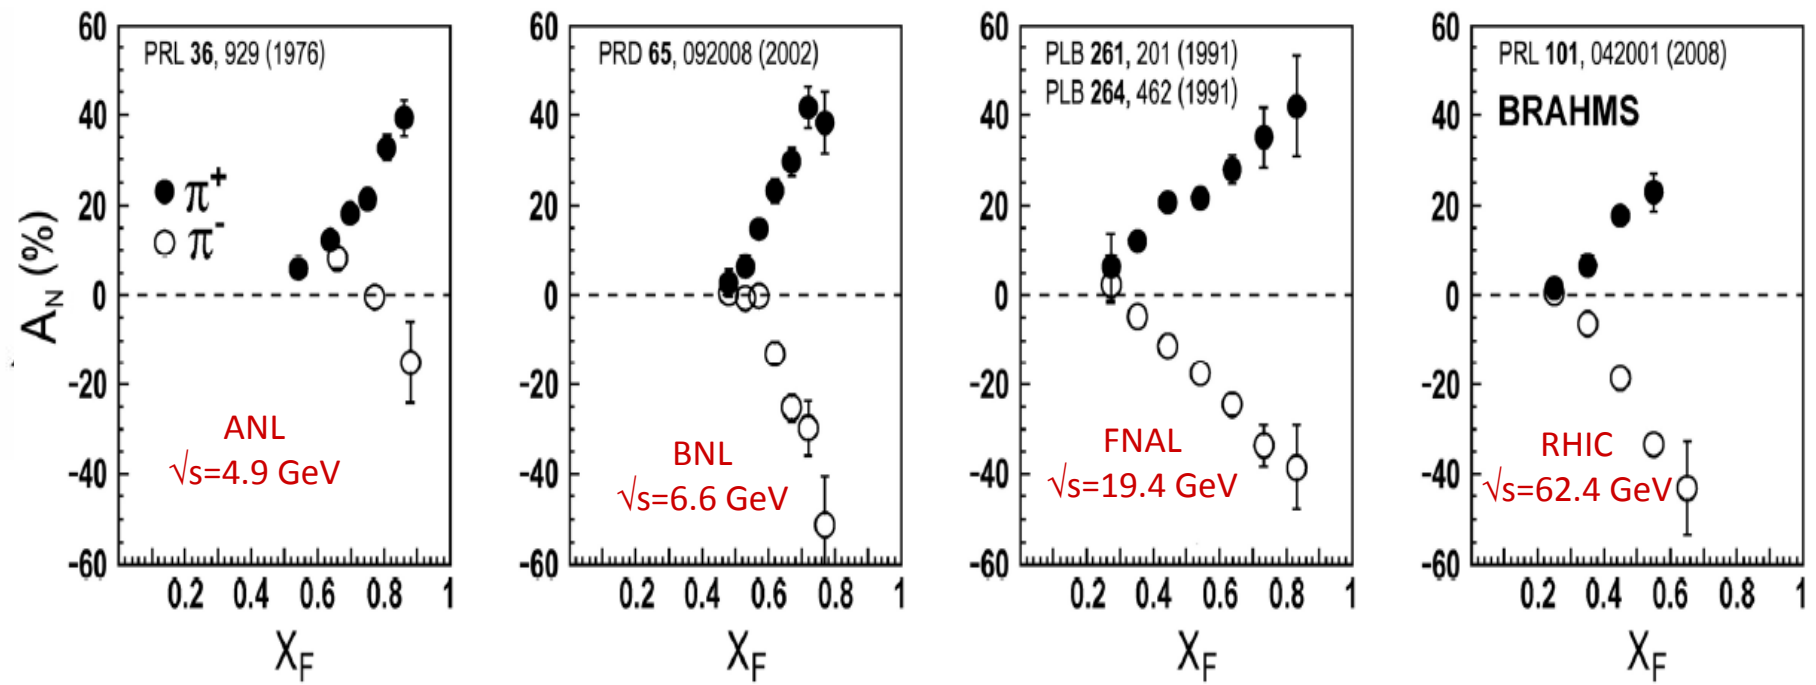 PRL 36, 929 (1976)
π+
π-
ANL
√s=4.9 GeV
A_N (%)
60
40
20
0
-20
-40
-60
0.2 0.4 0.6 0.8 1
X_F
PRD 65, 092008 (2002)
BNL
√s=6.6 GeV
60
40
20
0
-20
-40
-60
0.2 0.4 0.6 0.8 1
X_F
PLB 261, 201 (1991)
PLB 264, 462 (1991)
FNAL
√s=19.4 GeV
60
40
20
0
-20
-40
-60
0.2 0.4 0.6 0.8 1
X_F
PRL 101, 042001 (2008)
BRAHMS
RHIC
√s=62.4 GeV
60
40
20
0
-20
-40
-60
0.2 0.4 0.6 0.8 1
X_F